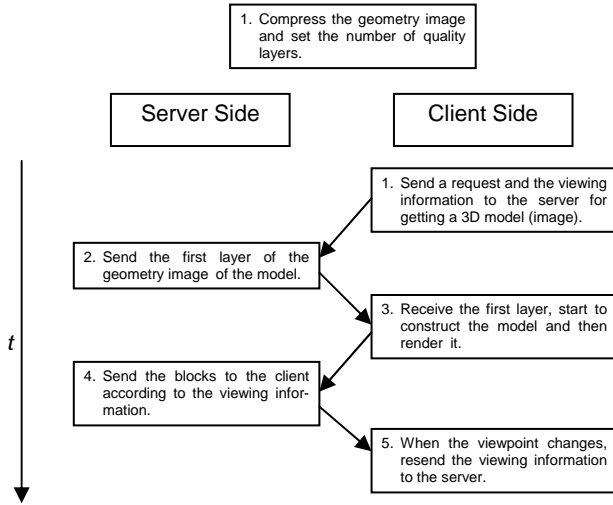 1. Compress the geometry image
and set the number of quality
layers.
Server Side
Client Side
1. Send a request and the viewing
information to the server for
getting a 3D model (image).
2. Send the first layer of the
geometry image of the model.
3. Receive the first layer, start to
construct the model and then
render it.
t
4. Send the blocks to the client
according to the viewing infor-
mation.
5. When the viewpoint changes,
resend the viewing information
to the server.